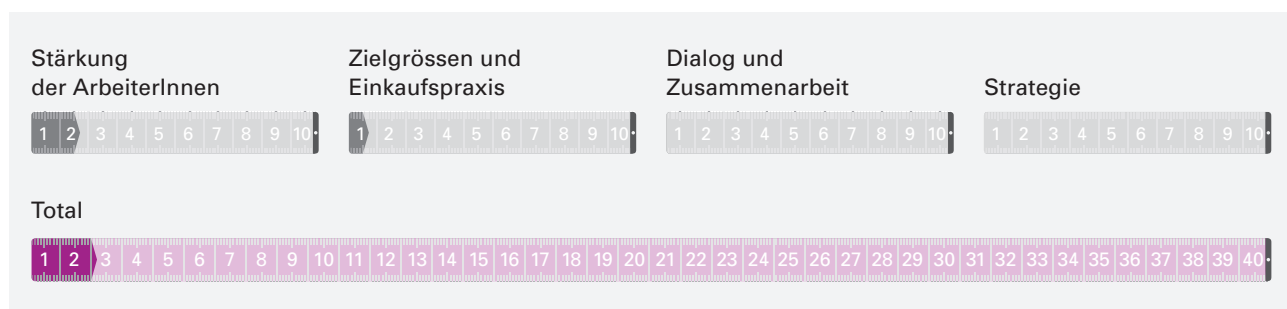 Stärkung
der ArbeiterInnen
Zielgrössen und
Einkaufspraxis
Dialog und
Zusammenarbeit
Strategie
1 2 3 4 5 6 7 8 9 10
1 2 3 4 5 6 7 8 9 10
1 2 3 4 5 6 7 8 9 10
1 2 3 4 5 6 7 8 9 10
Total
1 2 3 4 5 6 7 8 9 10 11 12 13 14 15 16 17 18 19 20 21 22 23 24 25 26 27 28 29 30 31 32 33 34 35 36 37 38 39 40